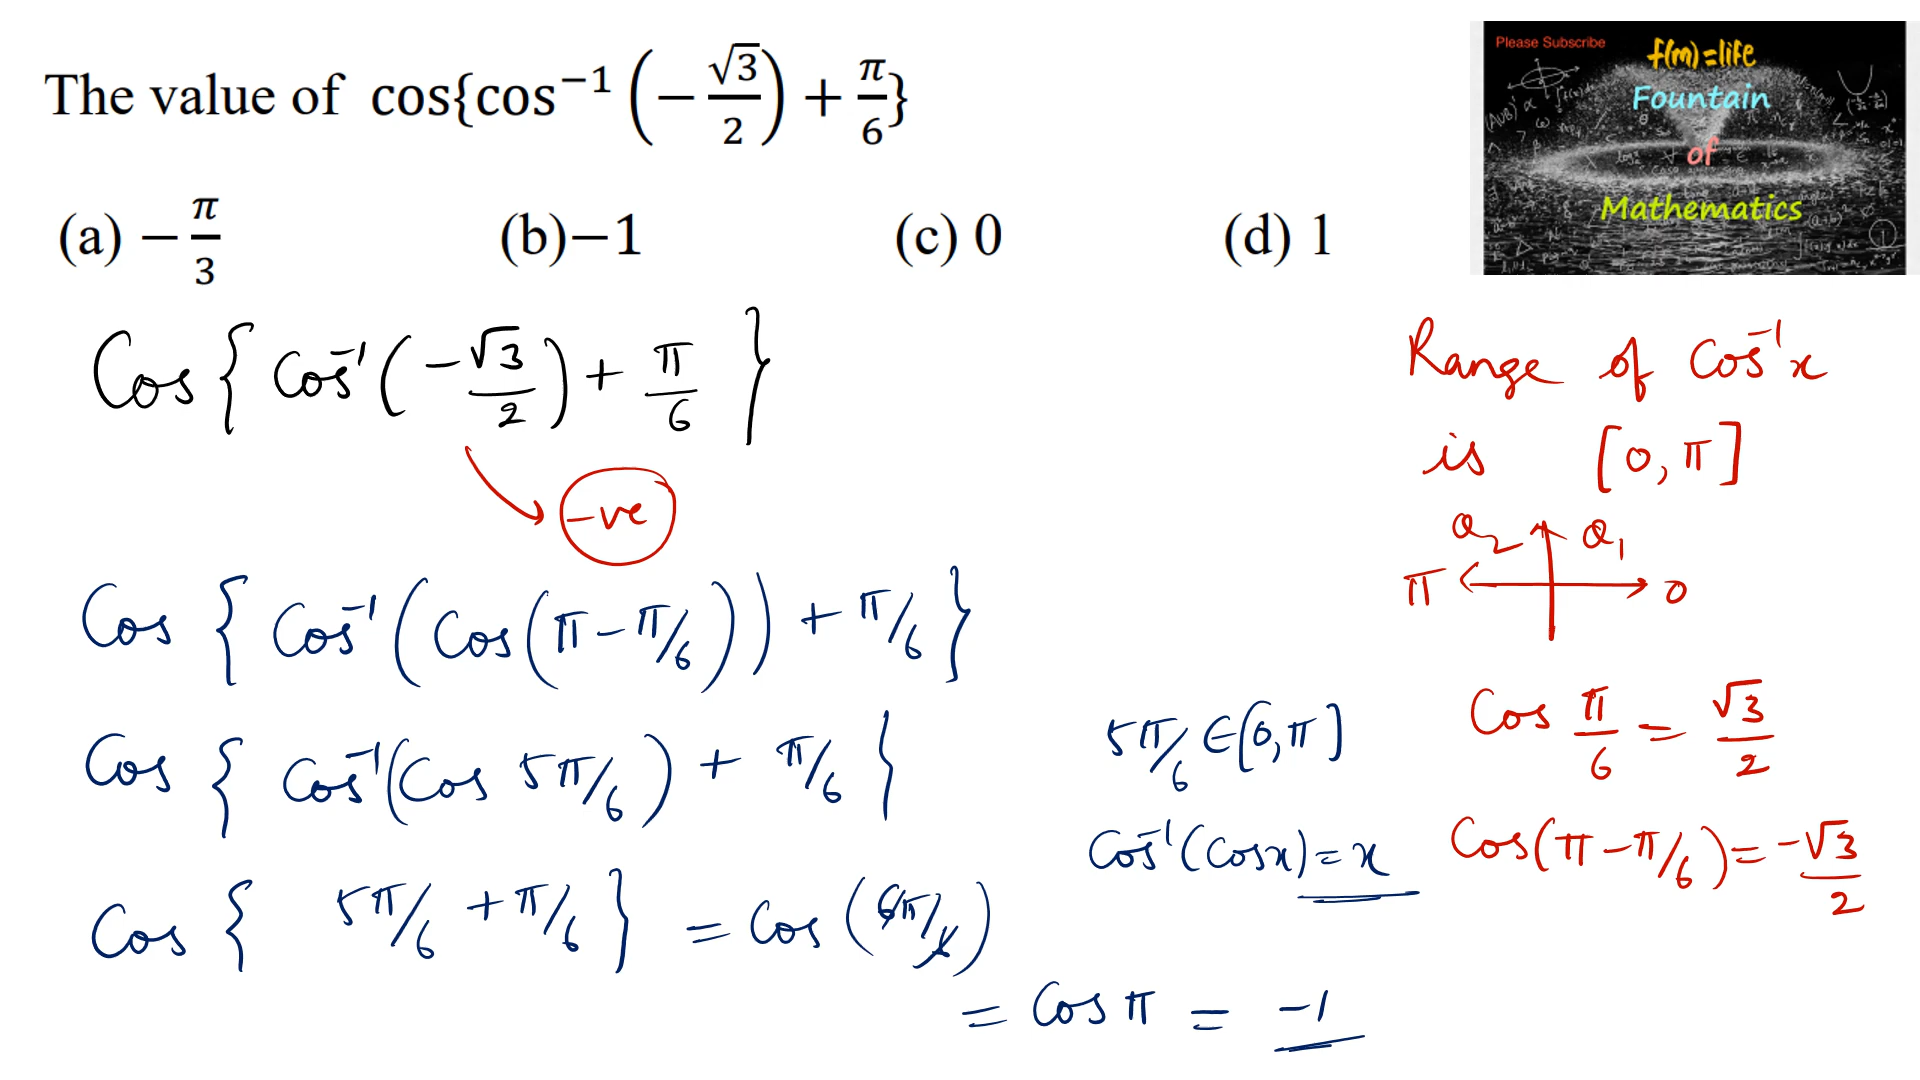 The value of cos{cos⁻¹(−√3/2) + π/6}
(a) −π/3 (b)−1 (c) 0 (d) 1
Please Subscribe
f(m)=life
Fountain
of
Mathematics
Cos{Cos⁻¹(−√3/2) + π/6}
−ve
Cos{Cos⁻¹(Cos(π−π/6)) + π/6}
Cos{Cos⁻¹(Cos 5π/6) + π/6}
Cos{5π/6 + π/6} = Cos(6π/6)
= Cos π = −1
Range of Cos⁻¹x
is [0, π]
Q2 Q1
π 0
Cos π/6 = √3/2
Cos(π−π/6) = −√3/2
5π/6 ∈ [0, π]
Cos⁻¹(Cosx) = x